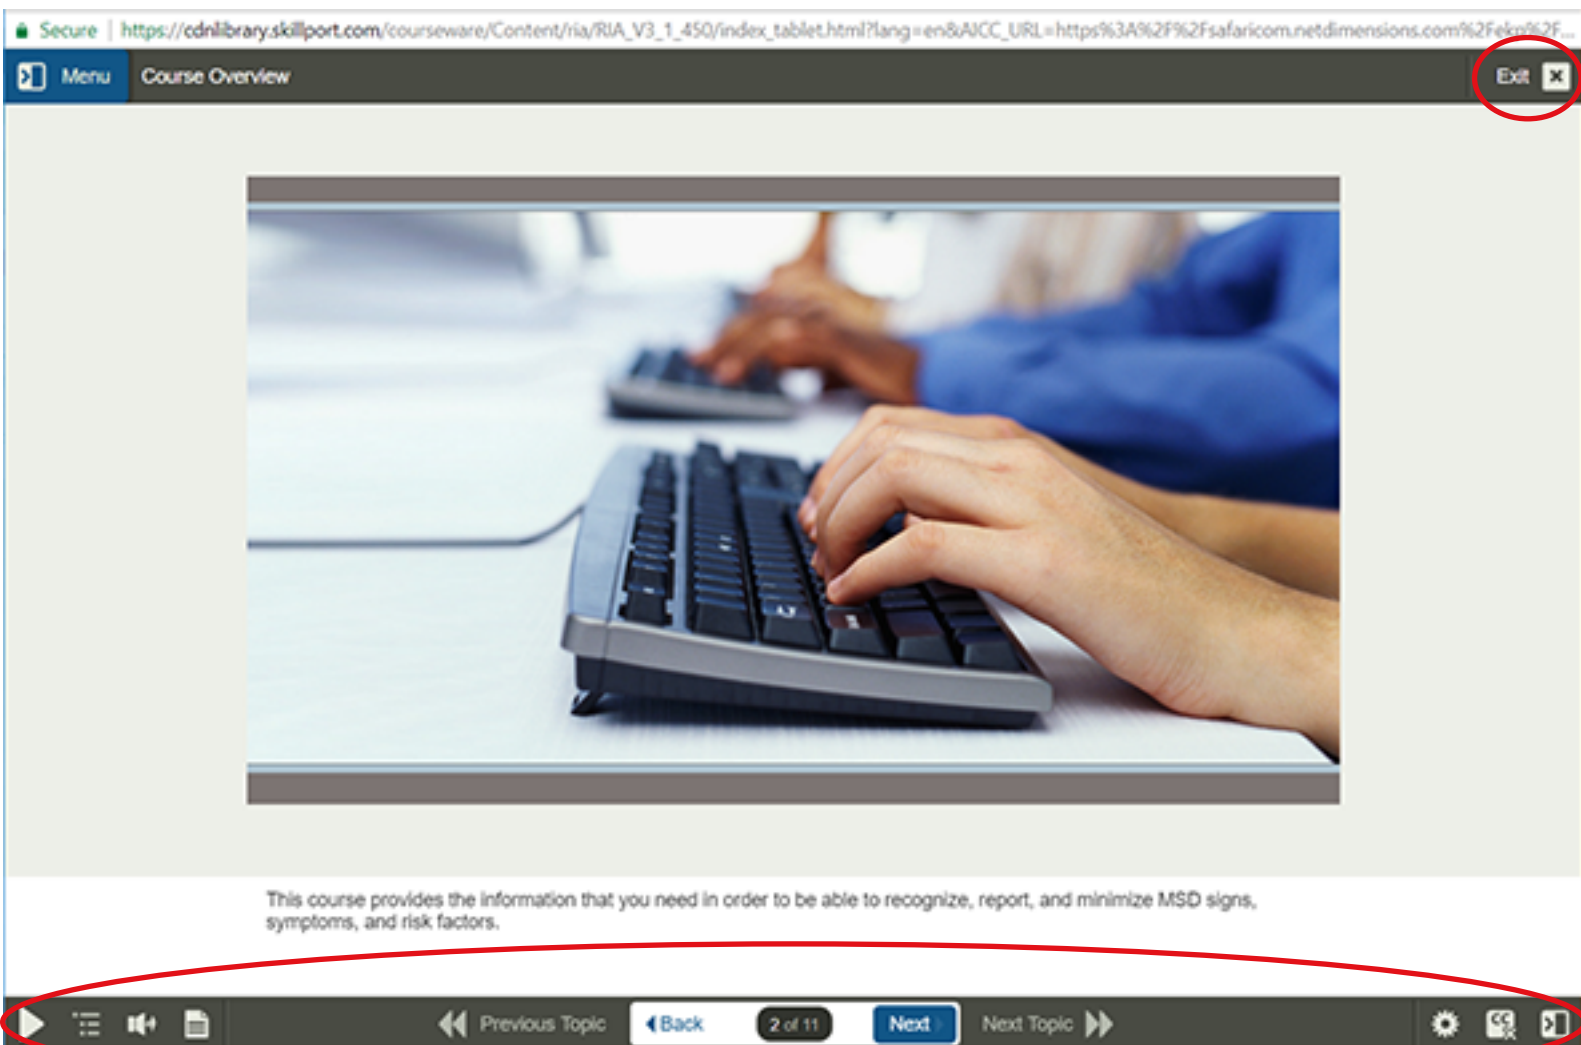 Secure | https://cdnlibrary.skillport.com/courseware/Content/ria/RIA_V3_1_450/index_tablet.html?lang=en&AICC_URL=https%3A%2F%2Fsafaricom.netdimensions.com%2Fekp%2F...
Menu Course Overview Exit
This course provides the information that you need in order to be able to recognize, report, and minimize MSD signs,
symptoms, and risk factors.
Previous Topic Back 2 of 11 Next Next Topic CC